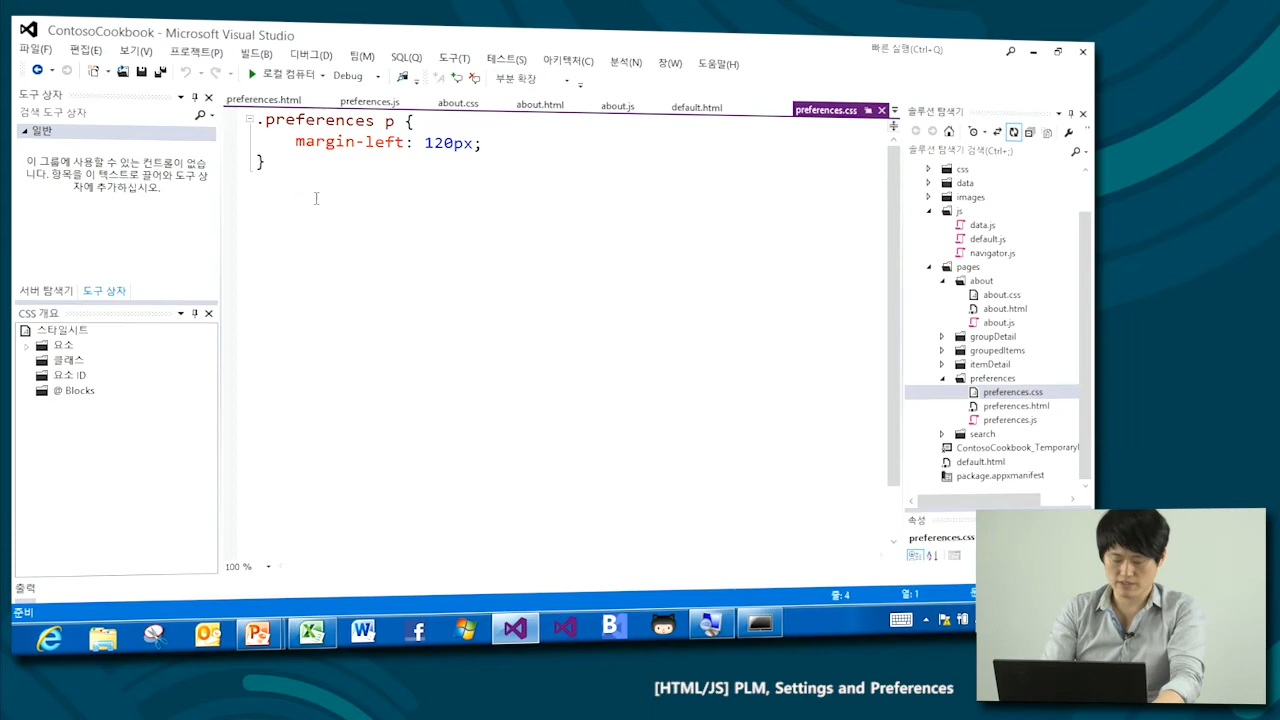 ContosoCookbook - Microsoft Visual Studio
빠른 실행(Ctrl+Q)
파일(F) 편집(E) 보기(V) 프로젝트(P) 빌드(B) 디버그(D) 팀(M) SQL(Q) 도구(T) 테스트(S) 아키텍처(C) 분석(N) 창(W) 도움말(H)
로컬 컴퓨터 Debug 부분 확장
도구 상자
검색 도구 상자
일반
이 그룹에 사용할 수 있는 컨트롤이 없습
니다. 항목을 이 텍스트로 끌어와 도구 상
자에 추가하십시오.
서버 탐색기 도구 상자
CSS 개요
스타일시트
요소
클래스
요소 ID
@ Blocks
출력
준비
preferences.html preferences.js about.css about.html about.js default.html preferences.css
.preferences p {
margin-left: 120px;
}
100 %
줄: 4
열: 1
솔루션 탐색기
솔루션 탐색기 검색(Ctrl+;)
css
data
images
js
data.js
default.js
navigator.js
pages
about
about.css
about.html
about.js
groupDetail
groupedItems
itemDetail
preferences
preferences.css
preferences.html
preferences.js
search
ContosoCookbook_Temporaryl
default.html
package.appxmanifest
속성
preferences.css
[HTML/JS] PLM, Settings and Preferences